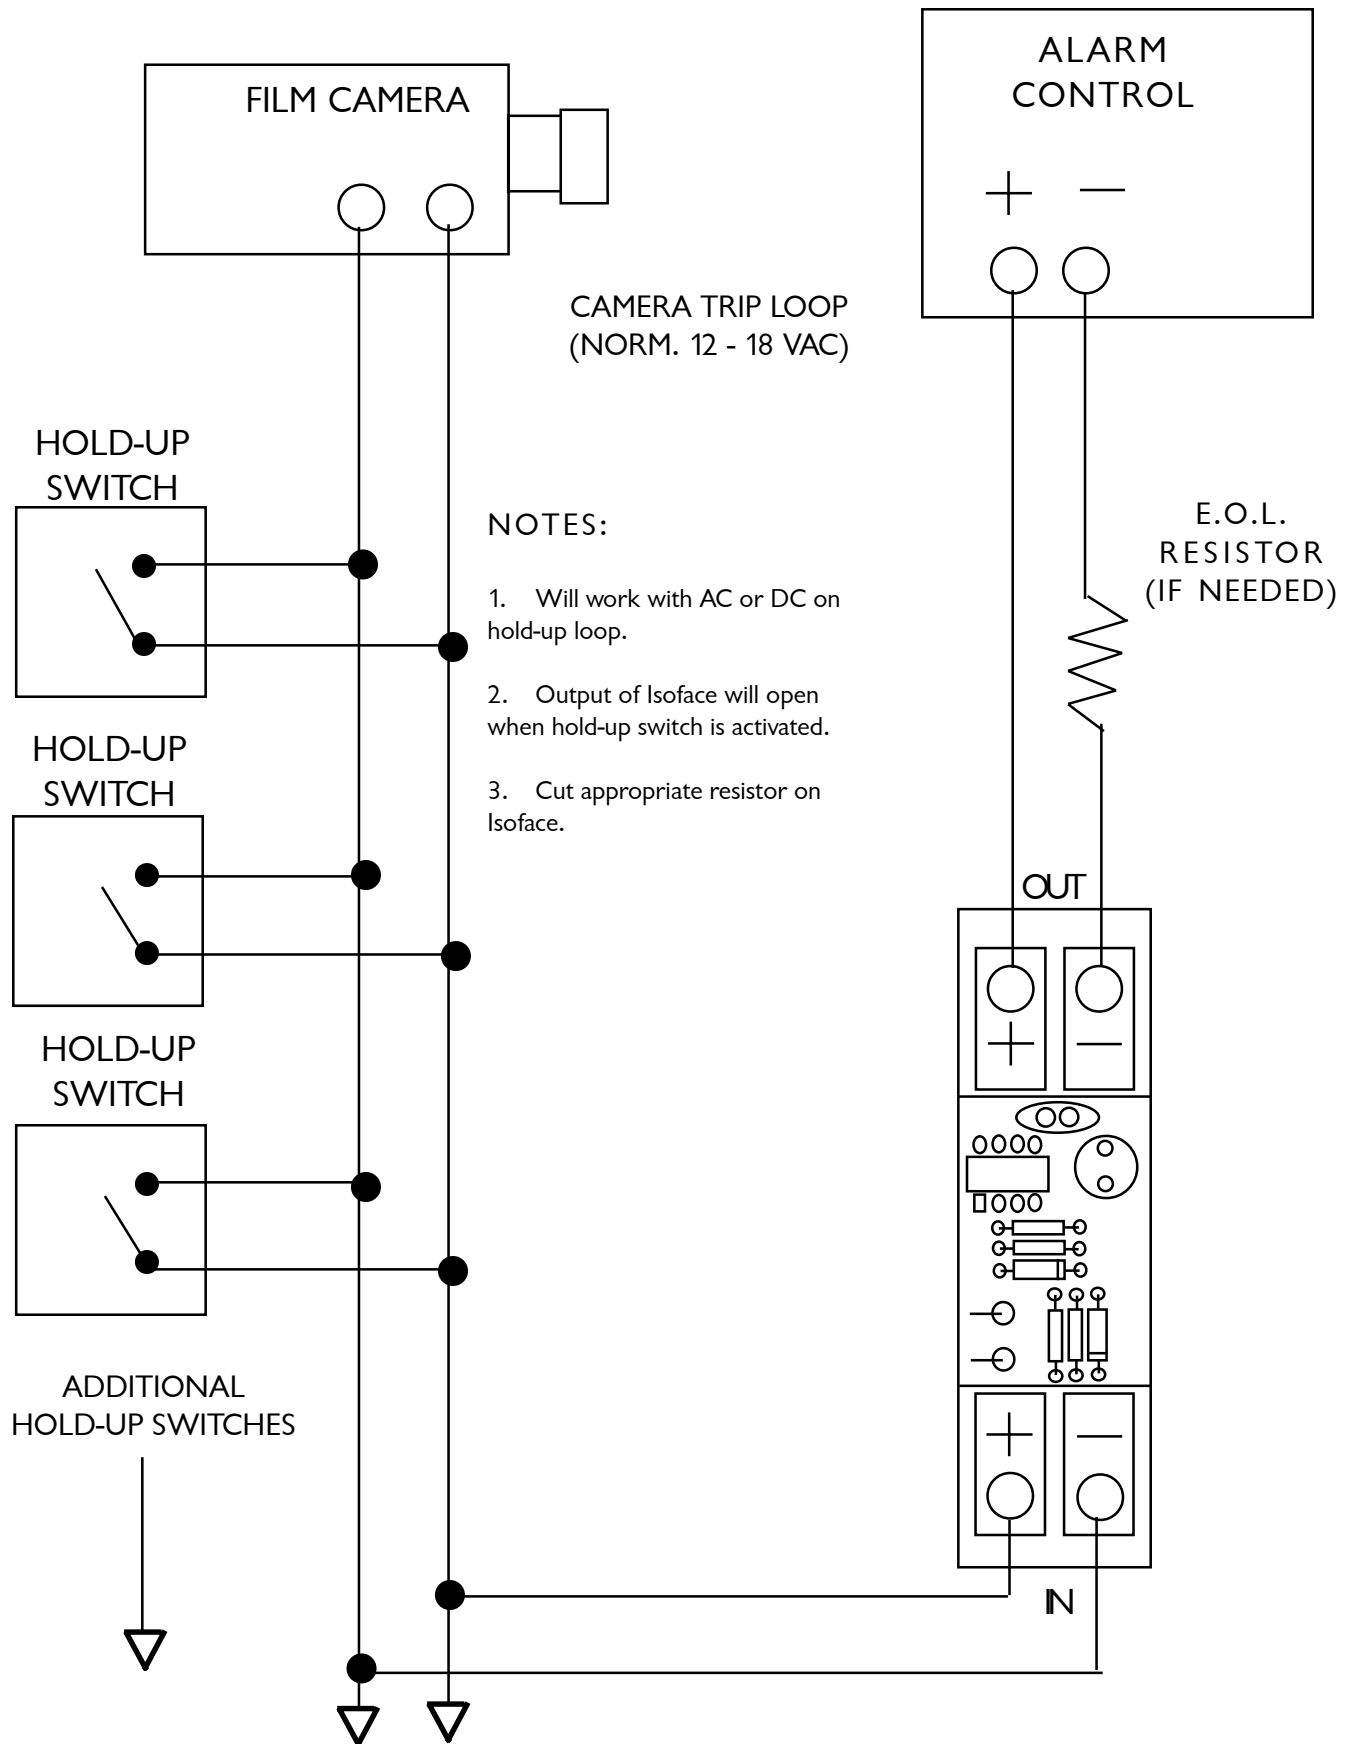 FILM CAMERA
ALARM
CONTROL
+ —
CAMERA TRIP LOOP
(NORM. 12 - 18 VAC)
HOLD-UP
SWITCH
NOTES:
1. Will work with AC or DC on
hold-up loop.
2. Output of Isoface will open
when hold-up switch is activated.
3. Cut appropriate resistor on
Isoface.
E.O.L.
RESISTOR
(IF NEEDED)
HOLD-UP
SWITCH
OUT
+ —
HOLD-UP
SWITCH
ADDITIONAL
HOLD-UP SWITCHES
+ —
IN